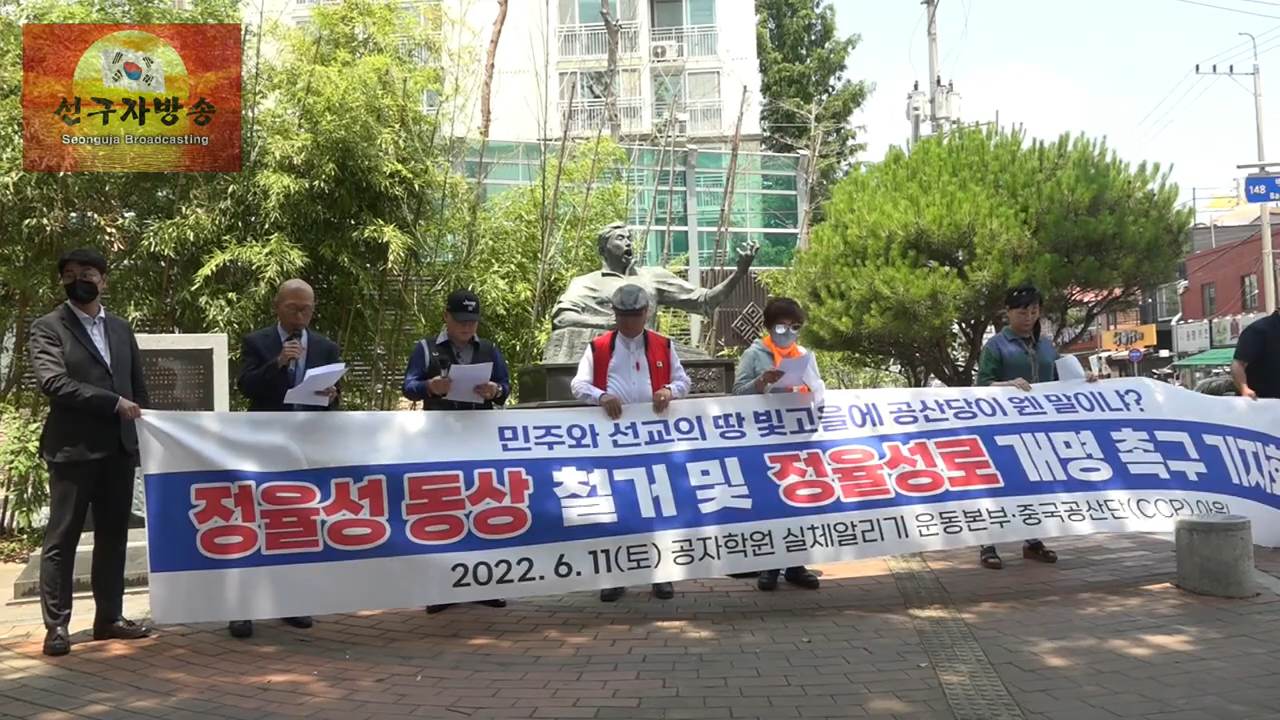 선구자방송
Seonguja Broadcasting
148
민주와 선교의 땅 빛고을에 공산당이 웬 말이냐?
정율성 동상 철거 및 정율성로 개명 촉구 기자회
2022. 6. 11(토) 공자학원 실체알리기 운동본부·중국공산당(CCP) 아웃